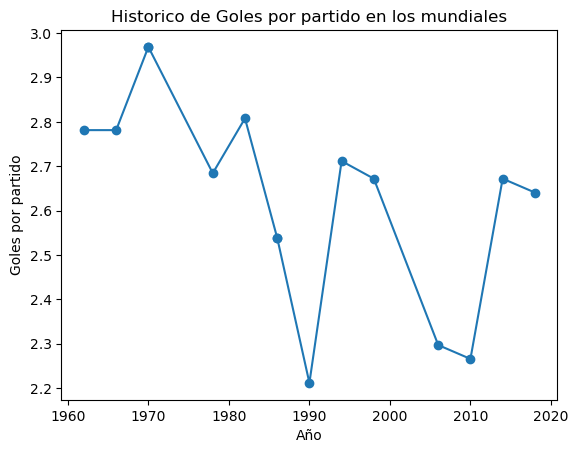 Historico de Goles por partido en los mundiales
3.0
2.9
2.8
2.7
2.6
2.5
2.4
2.3
2.2
Goles por partido
1960 1970 1980 1990 2000 2010 2020
Año